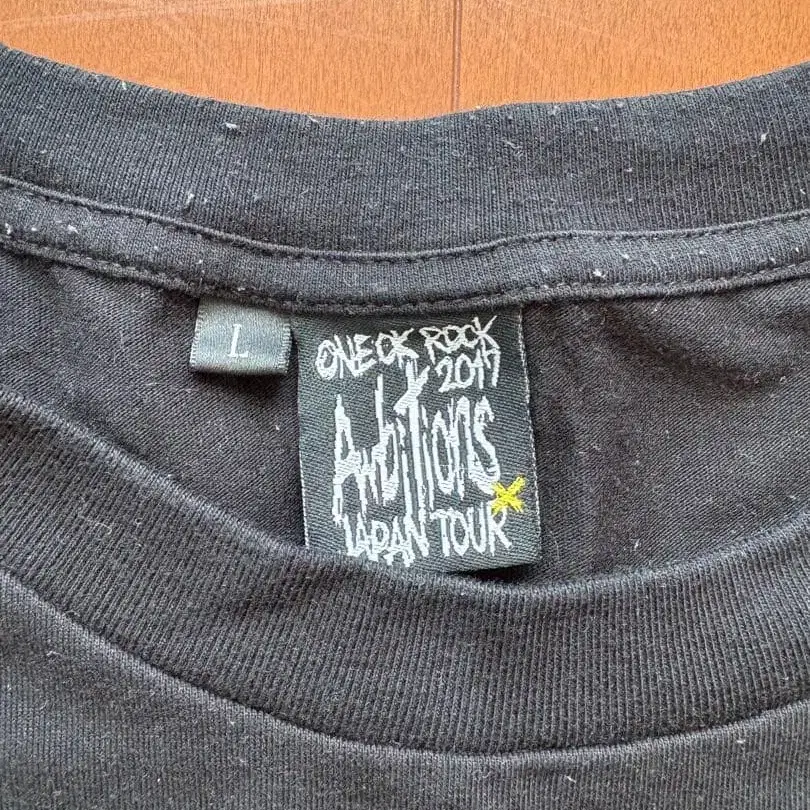 L
ONE OK ROCK
2017
Ambitions
JAPAN TOUR